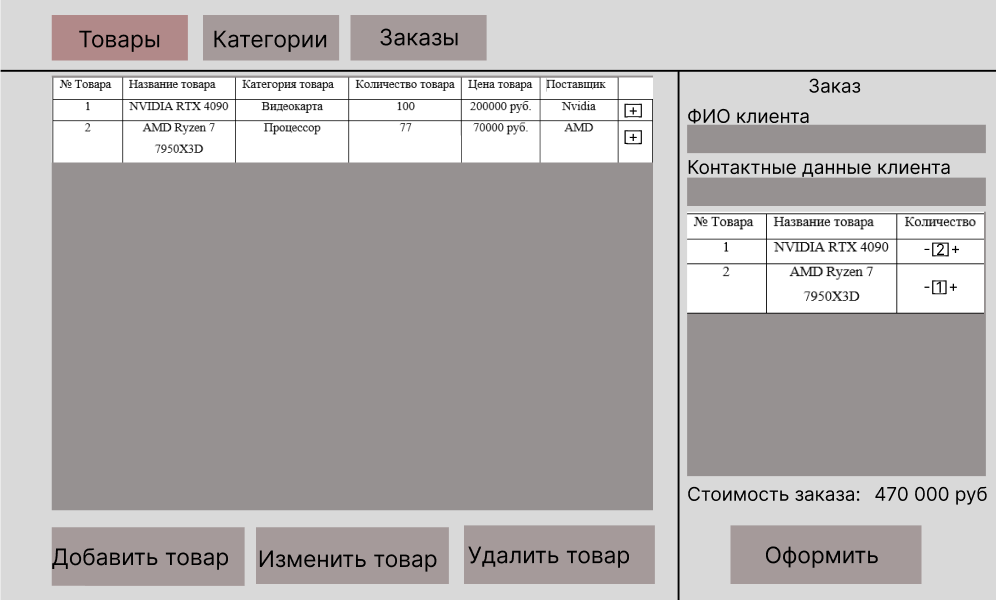 Товары Категории Заказы
№ Товара Название товара Категория товара Количество товара Цена товара Поставщик
1 NVIDIA RTX 4090 Видеокарта 100 200000 руб. Nvidia +
2 AMD Ryzen 7 Процессор 77 70000 руб. AMD +
7950X3D
Добавить товар Изменить товар Удалить товар
Заказ
ФИО клиента
Контактные данные клиента
№ Товара Название товара Количество
1 NVIDIA RTX 4090 -2+
2 AMD Ryzen 7 -1+
7950X3D
Стоимость заказа: 470 000 руб
Оформить